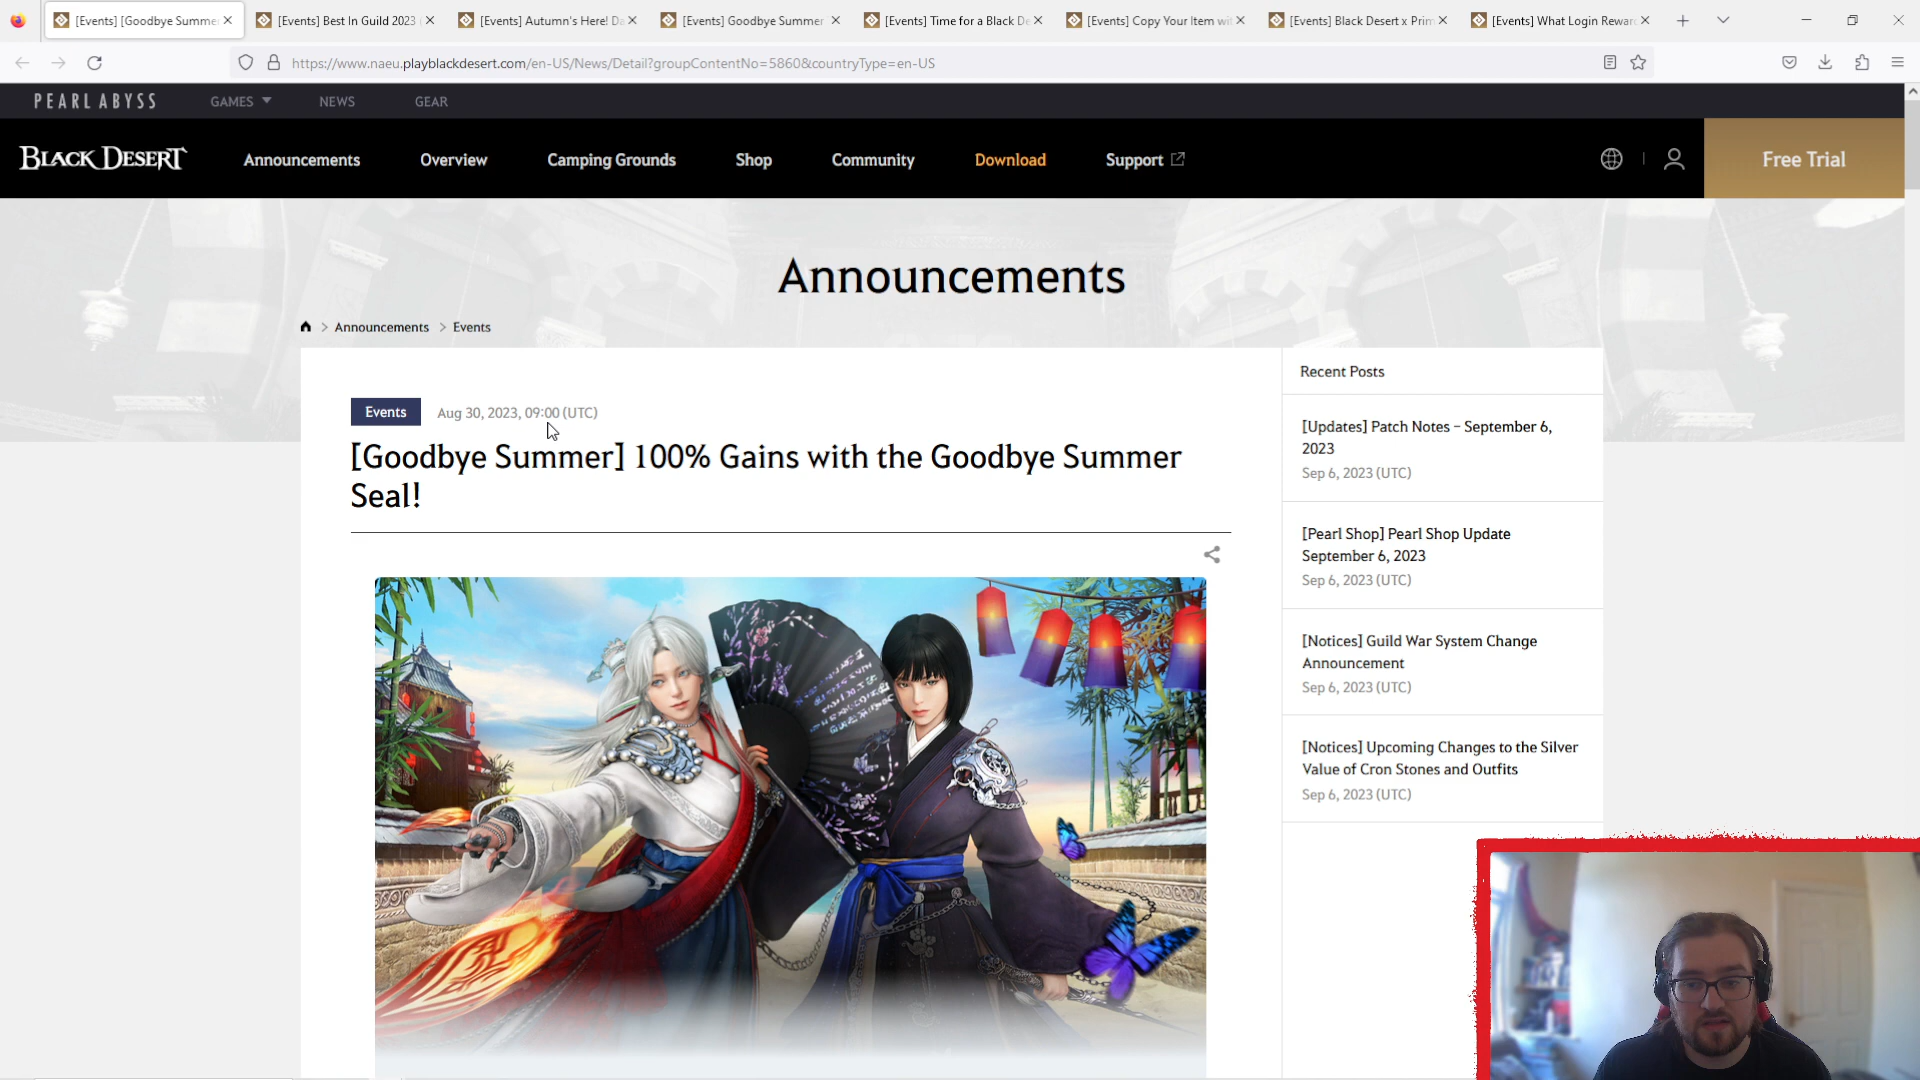 [Events] [Goodbye Summe
[Events] Best In Guild 2023
[Events] Autumn's Here! Da
[Events] Goodbye Summer
[Events] Time for a Black De
[Events] Copy Your Item wi
[Events] Black Desert x Prim
[Events] What Login Rewar
https://www.naeu.playblackdesert.com/en-US/News/Detail?groupContentNo=5860&countryType=en-US
PEARL ABYSS
GAMES
NEWS
GEAR
BLACK DESERT
Announcements
Overview
Camping Grounds
Shop
Community
Download
Support
Free Trial
Announcements
Announcements > Events
Events
Aug 30, 2023, 09:00 (UTC)
[Goodbye Summer] 100% Gains with the Goodbye Summer
Seal!
Recent Posts
[Updates] Patch Notes – September 6,
2023
Sep 6, 2023 (UTC)
[Pearl Shop] Pearl Shop Update
September 6, 2023
Sep 6, 2023 (UTC)
[Notices] Guild War System Change
Announcement
Sep 6, 2023 (UTC)
[Notices] Upcoming Changes to the Silver
Value of Cron Stones and Outfits
Sep 6, 2023 (UTC)